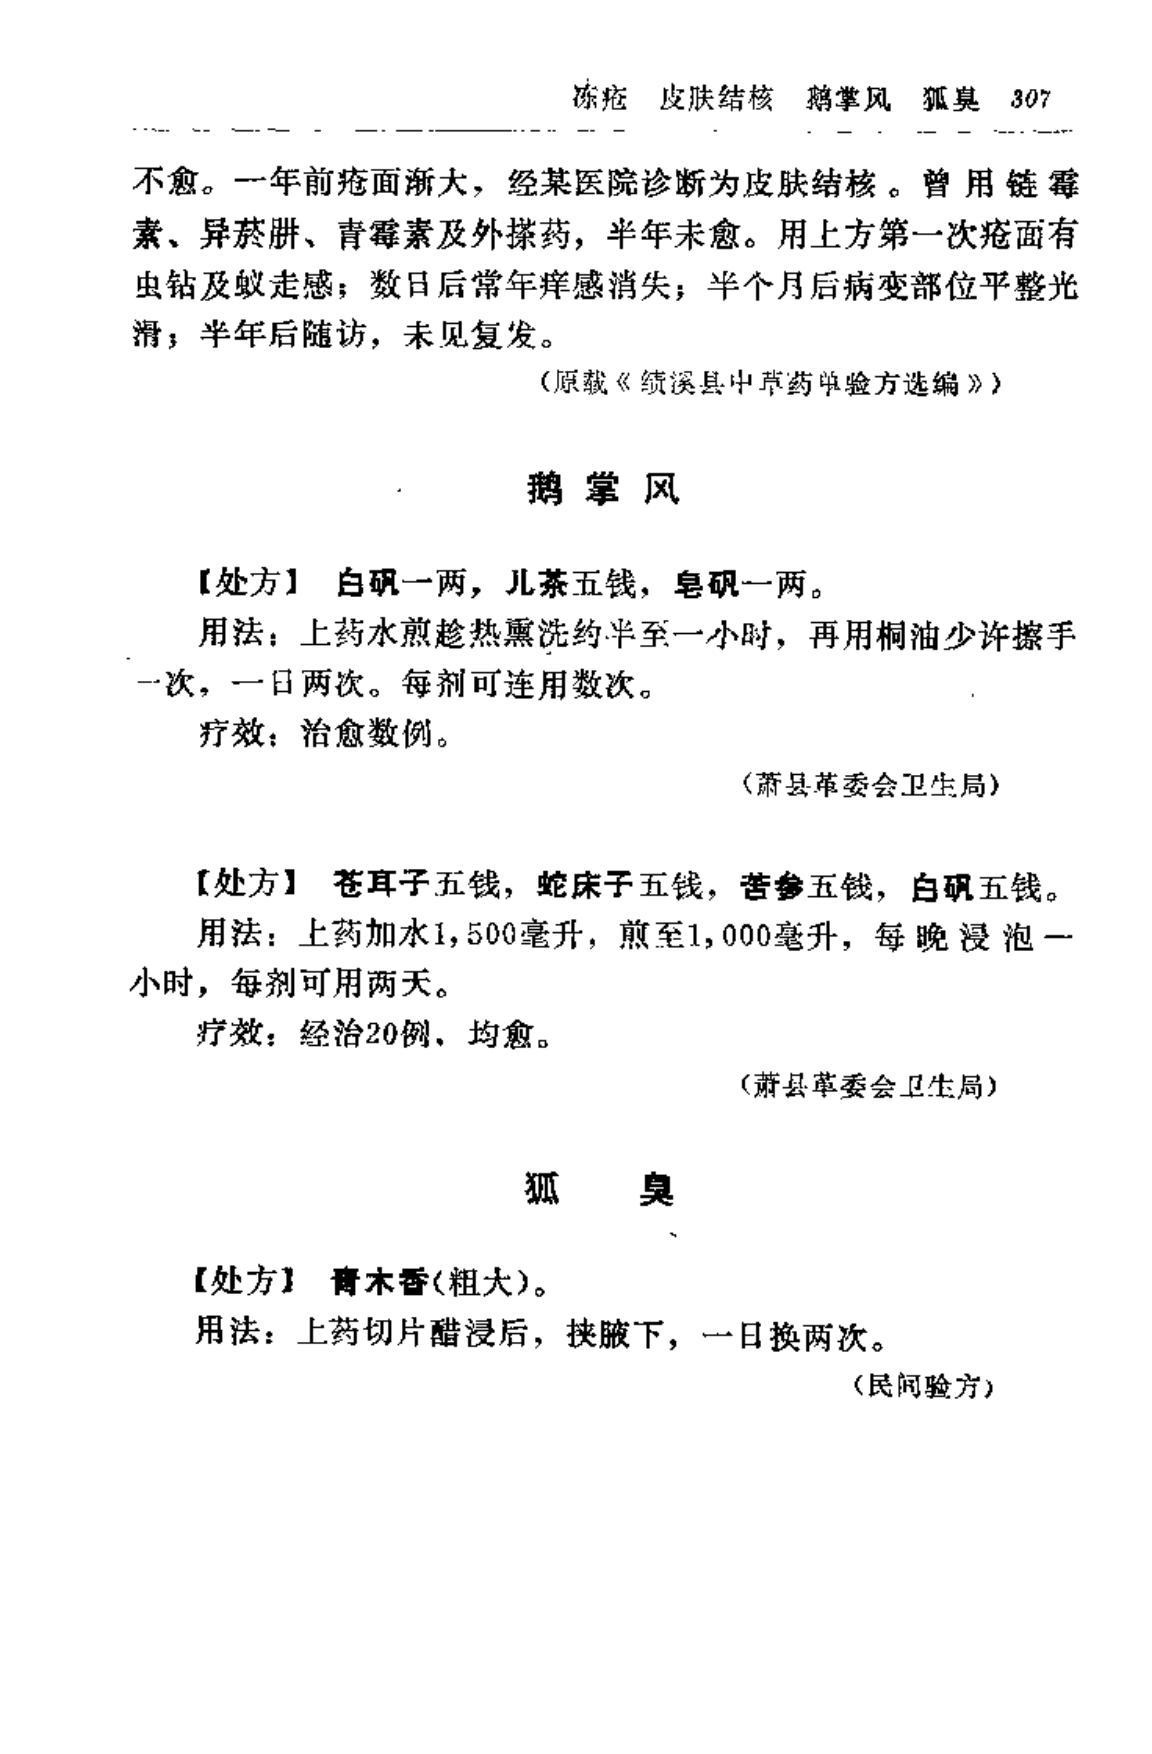 冻疮 皮肤结核 鹅掌风 狐臭 307
不愈。一年前疮面渐大，经某医院诊断为皮肤结核。曾用链霉
素、异菸肼、青霉素及外搽药，半年未愈。用上方第一次疮面有
虫钻及蚁走感；数日后常年痒感消失；半个月后病变部位平整光
滑；半年后随访，未见复发。
（原载《绩溪县中草药单验方选编》）
鹅掌风
【处方】 白矾一两，儿茶五钱，皂矾一两。
用法：上药水煎趁热熏洗约半至一小时，再用桐油少许擦手
一次，一日两次。每剂可连用数次。
疗效：治愈数例。
（萧县革委会卫生局）
【处方】 苍耳子五钱，蛇床子五钱，苦参五钱，白矾五钱。
用法：上药加水1,500毫升，煎至1,000毫升，每晚浸泡一
小时，每剂可用两天。
疗效：经治20例，均愈。
（萧县革委会卫生局）
狐 臭
【处方】 青木香（粗大）。
用法：上药切片醋浸后，挟腋下，一日换两次。
（民间验方）